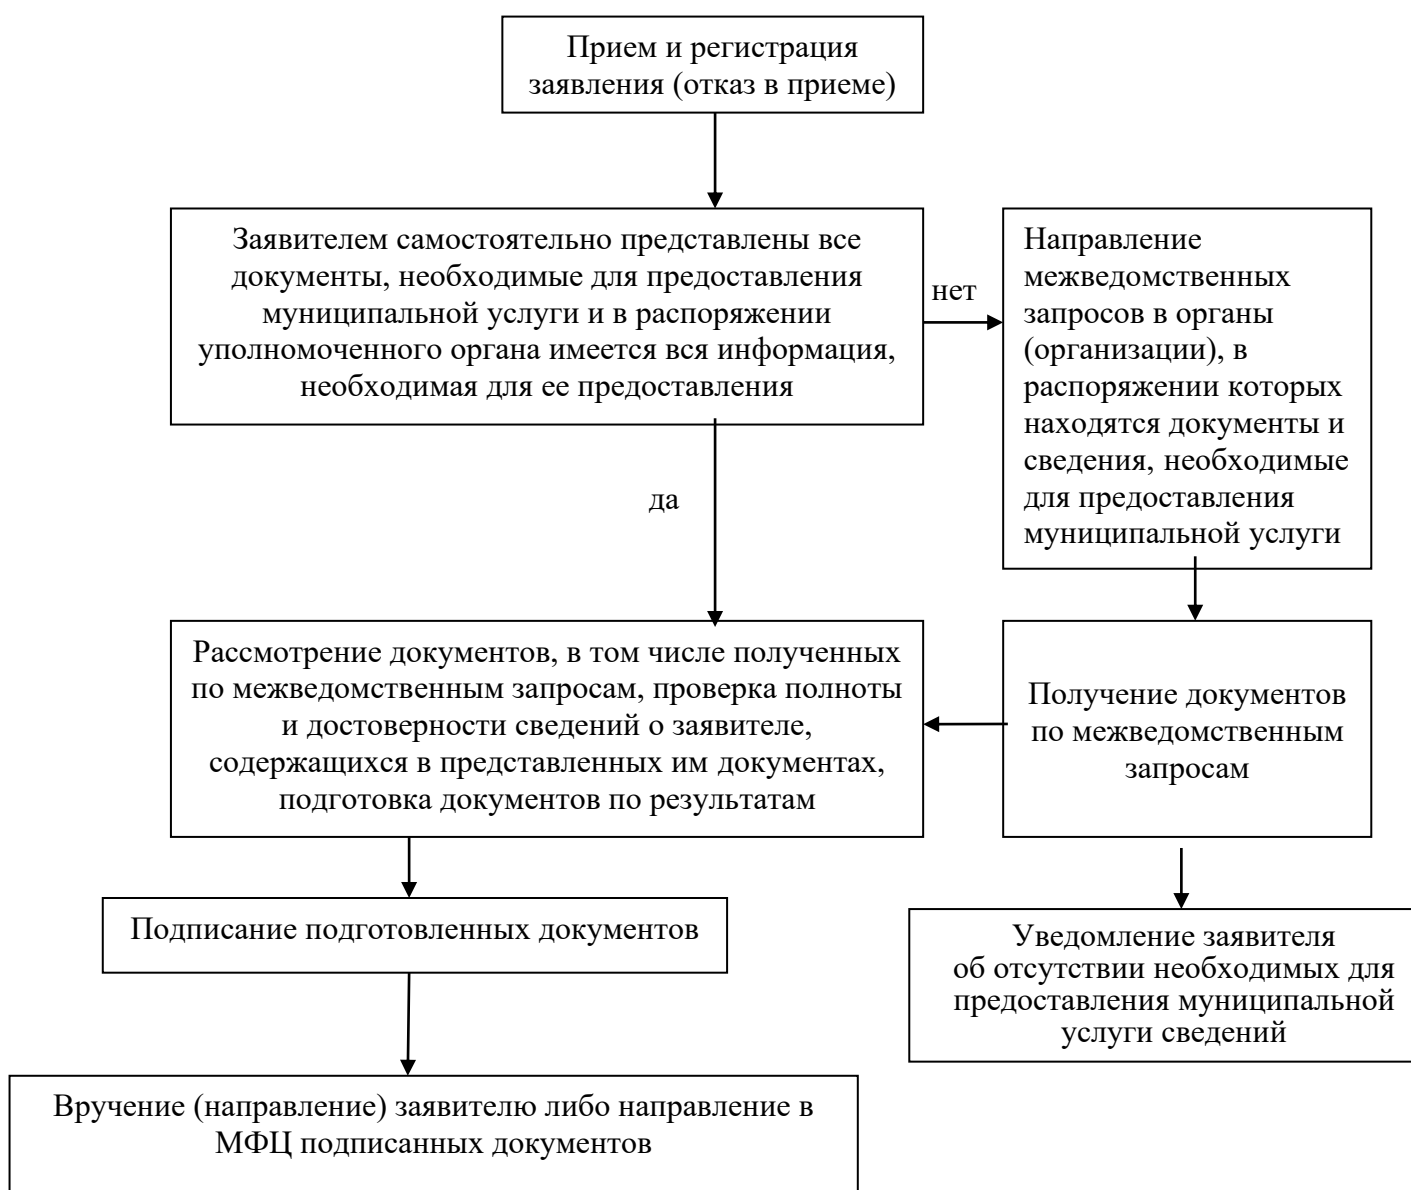 Прием и регистрация
заявления (отказ в приеме)
Заявителем самостоятельно представлены все
документы, необходимые для предоставления
муниципальной услуги и в распоряжении
уполномоченного органа имеется вся информация,
необходимая для ее предоставления
нет
Направление
межведомственных
запросов в органы
(организации), в
распоряжении которых
находятся документы и
сведения, необходимые
для предоставления
муниципальной услуги
да
Рассмотрение документов, в том числе полученных
по межведомственным запросам, проверка полноты
и достоверности сведений о заявителе,
содержащихся в представленных им документах,
подготовка документов по результатам
Получение документов
по межведомственным
запросам
Подписание подготовленных документов
Уведомление заявителя
об отсутствии необходимых для
предоставления муниципальной
услуги сведений
Вручение (направление) заявителю либо направление в
МФЦ подписанных документов